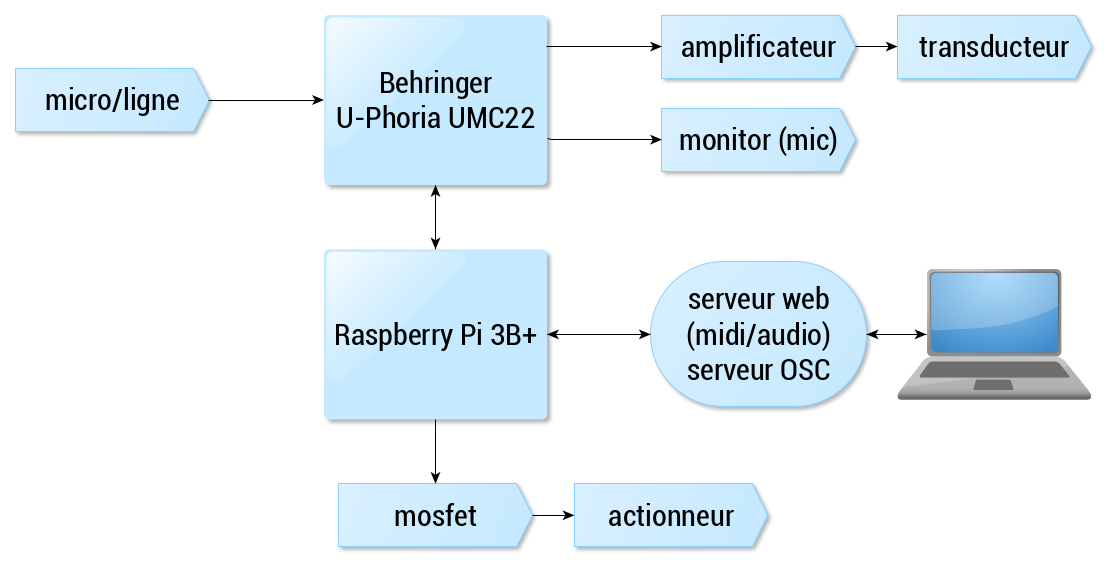 micro/ligne
Behringer
U-Phoria UMC22
amplificateur
transducteur
monitor (mic)
Raspberry Pi 3B+
serveur web
(midi/audio)
serveur OSC
mosfet
actionneur